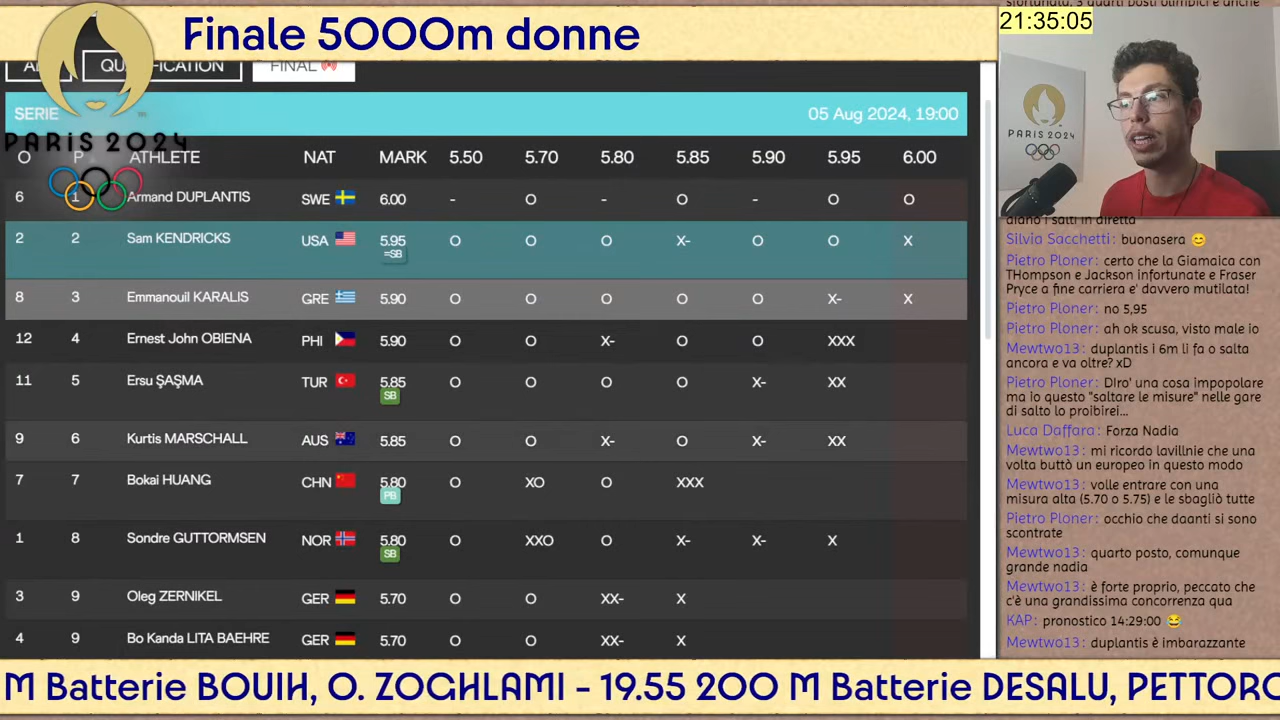 Finale 5000m donne
21:35:05
QUALIFICATION FINAL
SERIE 05 Aug 2024, 19:00
PARIS 2024
O P ATHLETE NAT MARK 5.50 5.70 5.80 5.85 5.90 5.95 6.00
6 1 Armand DUPLANTIS SWE 6.00 - O - O - O O
2 2 Sam KENDRICKS USA 5.95 O O O X- O O X
=SB
8 3 Emmanouil KARALIS GRE 5.90 O O O O O X- X
12 4 Ernest John OBIENA PHI 5.90 O O X- O O XXX
11 5 Ersu ŞAŞMA TUR 5.85 O O O O X- XX
SB
9 6 Kurtis MARSCHALL AUS 5.85 O O X- O X- XX
7 7 Bokai HUANG CHN 5.80 O XO O XXX
PB
1 8 Sondre GUTTORMSEN NOR 5.80 O XXO O X- X- X
SB
3 9 Oleg ZERNIKEL GER 5.70 O O XX- X
4 9 Bo Kanda LITA BAEHRE GER 5.70 O O XX- X
PARIS 2024
sfortunata, 3 quarti posti olimpici e anche
aiano i salti in diretta
Silvia Sacchetti: buonasera 😊
Pietro Ploner: certo che la Giamaica con
THompson e Jackson infortunate e Fraser
Pryce a fine carriera e' davvero mutilata!
Pietro Ploner: no 5,95
Pietro Ploner: ah ok scusa, visto male io
Mewtwo13: duplantis i 6m li fa o salta
ancora e va oltre? xD
Pietro Ploner: DIro' una cosa impopolare
ma io questo "saltare le misure" nelle gare
di salto lo proibirei...
Luca Daffara: Forza Nadia
Mewtwo13: mi ricordo lavillnie che una
volta buttò un europeo in questo modo
Mewtwo13: volle entrare con una
misura alta (5.70 o 5.75) e le sbagliò tutte
Pietro Ploner: occhio che daanti si sono
scontrate
Mewtwo13: quarto posto, comunque
grande nadia
Mewtwo13: è forte proprio, peccato che
c'è una grandissima concorrenza qua
KAP: pronostico 14:29:00 😂
Mewtwo13: duplantis è imbarazzante
M Batterie BOUIH, O. ZOGHLAMI - 19.55 200 M Batterie DESALU, PETTORO